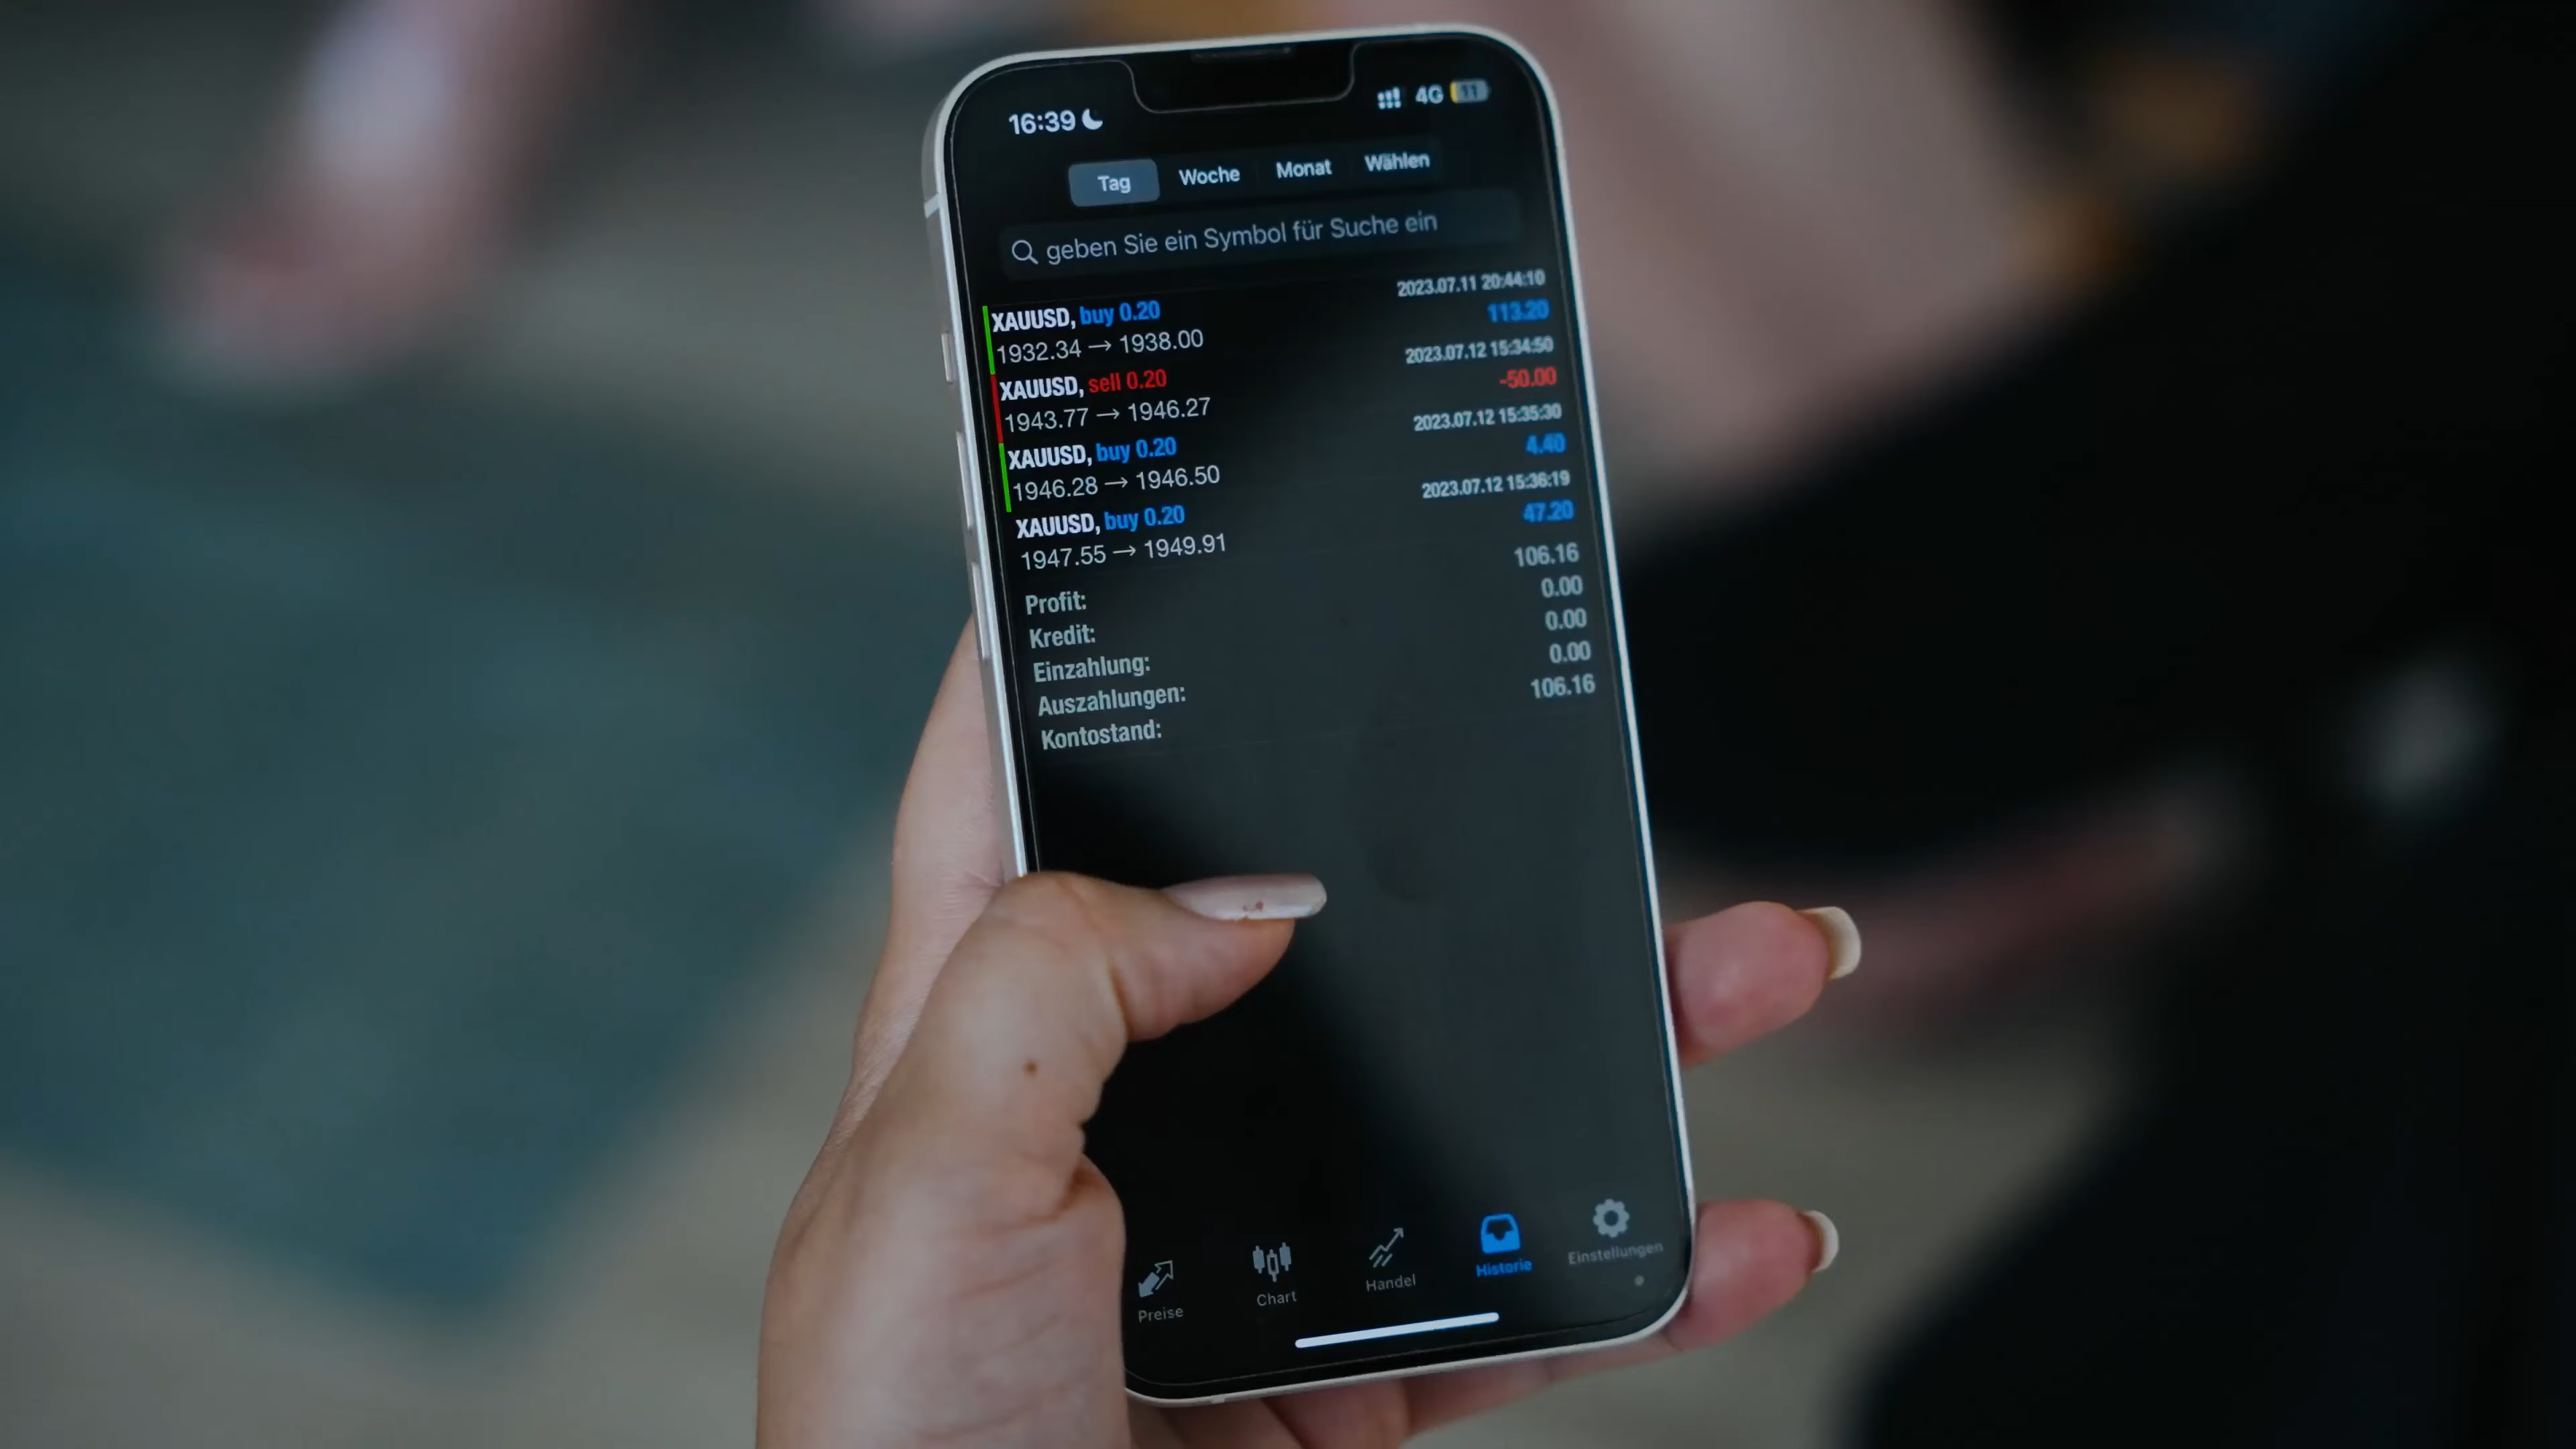 16:39 4G 11
Tag Woche Monat Wählen
geben Sie ein Symbol für Suche ein
2023.07.11 20:44:10
XAUUSD, buy 0.20 113.20
1932.34 → 1938.00
2023.07.12 15:34:50
XAUUSD, sell 0.20 -50.00
1943.77 → 1946.27
2023.07.12 15:35:30
XAUUSD, buy 0.20 4.40
1946.28 → 1946.50
2023.07.12 15:36:19
XAUUSD, buy 0.20 47.20
1947.55 → 1949.91
Profit: 106.16
Kredit: 0.00
Einzahlung: 0.00
Auszahlungen: 0.00
Kontostand: 106.16
Preise Chart Handel Historie Einstellungen